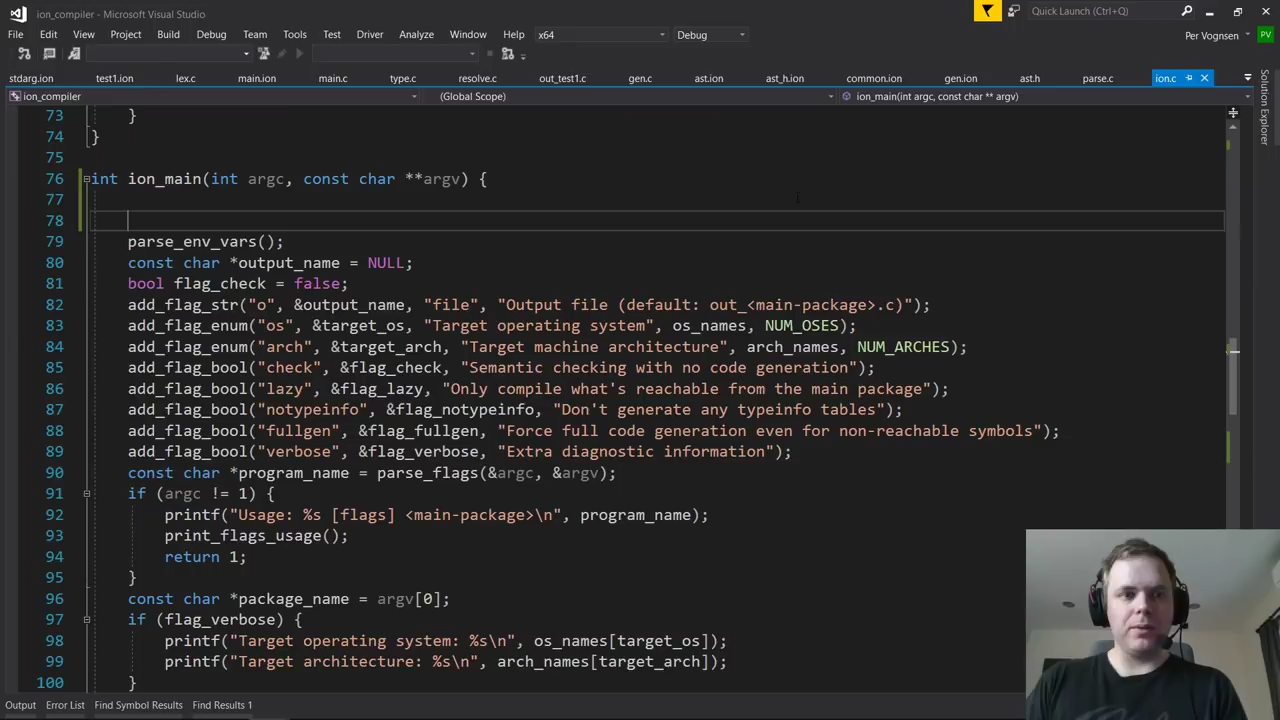 ion_compiler - Microsoft Visual Studio
Quick Launch (Ctrl+Q)
File Edit View Project Build Debug Team Tools Test Driver Analyze Window Help x64 Debug Per Vognsen PV
stdarg.ion test1.ion lex.c main.ion main.c type.c resolve.c out_test1.c gen.c ast.ion ast_h.ion common.ion gen.ion ast.h parse.c ion.c
ion_compiler (Global Scope) ion_main(int argc, const char ** argv)
73 }
74 }
75
76 int ion_main(int argc, const char **argv) {
77
78
79 parse_env_vars();
80 const char *output_name = NULL;
81 bool flag_check = false;
82 add_flag_str("o", &output_name, "file", "Output file (default: out_<main-package>.c)");
83 add_flag_enum("os", &target_os, "Target operating system", os_names, NUM_OSES);
84 add_flag_enum("arch", &target_arch, "Target machine architecture", arch_names, NUM_ARCHES);
85 add_flag_bool("check", &flag_check, "Semantic checking with no code generation");
86 add_flag_bool("lazy", &flag_lazy, "Only compile what's reachable from the main package");
87 add_flag_bool("notypeinfo", &flag_notypeinfo, "Don't generate any typeinfo tables");
88 add_flag_bool("fullgen", &flag_fullgen, "Force full code generation even for non-reachable symbols");
89 add_flag_bool("verbose", &flag_verbose, "Extra diagnostic information");
90 const char *program_name = parse_flags(&argc, &argv);
91 if (argc != 1) {
92 printf("Usage: %s [flags] <main-package>\n", program_name);
93 print_flags_usage();
94 return 1;
95 }
96 const char *package_name = argv[0];
97 if (flag_verbose) {
98 printf("Target operating system: %s\n", os_names[target_os]);
99 printf("Target architecture: %s\n", arch_names[target_arch]);
100 }
Solution Explorer
Output Error List Find Symbol Results Find Results 1